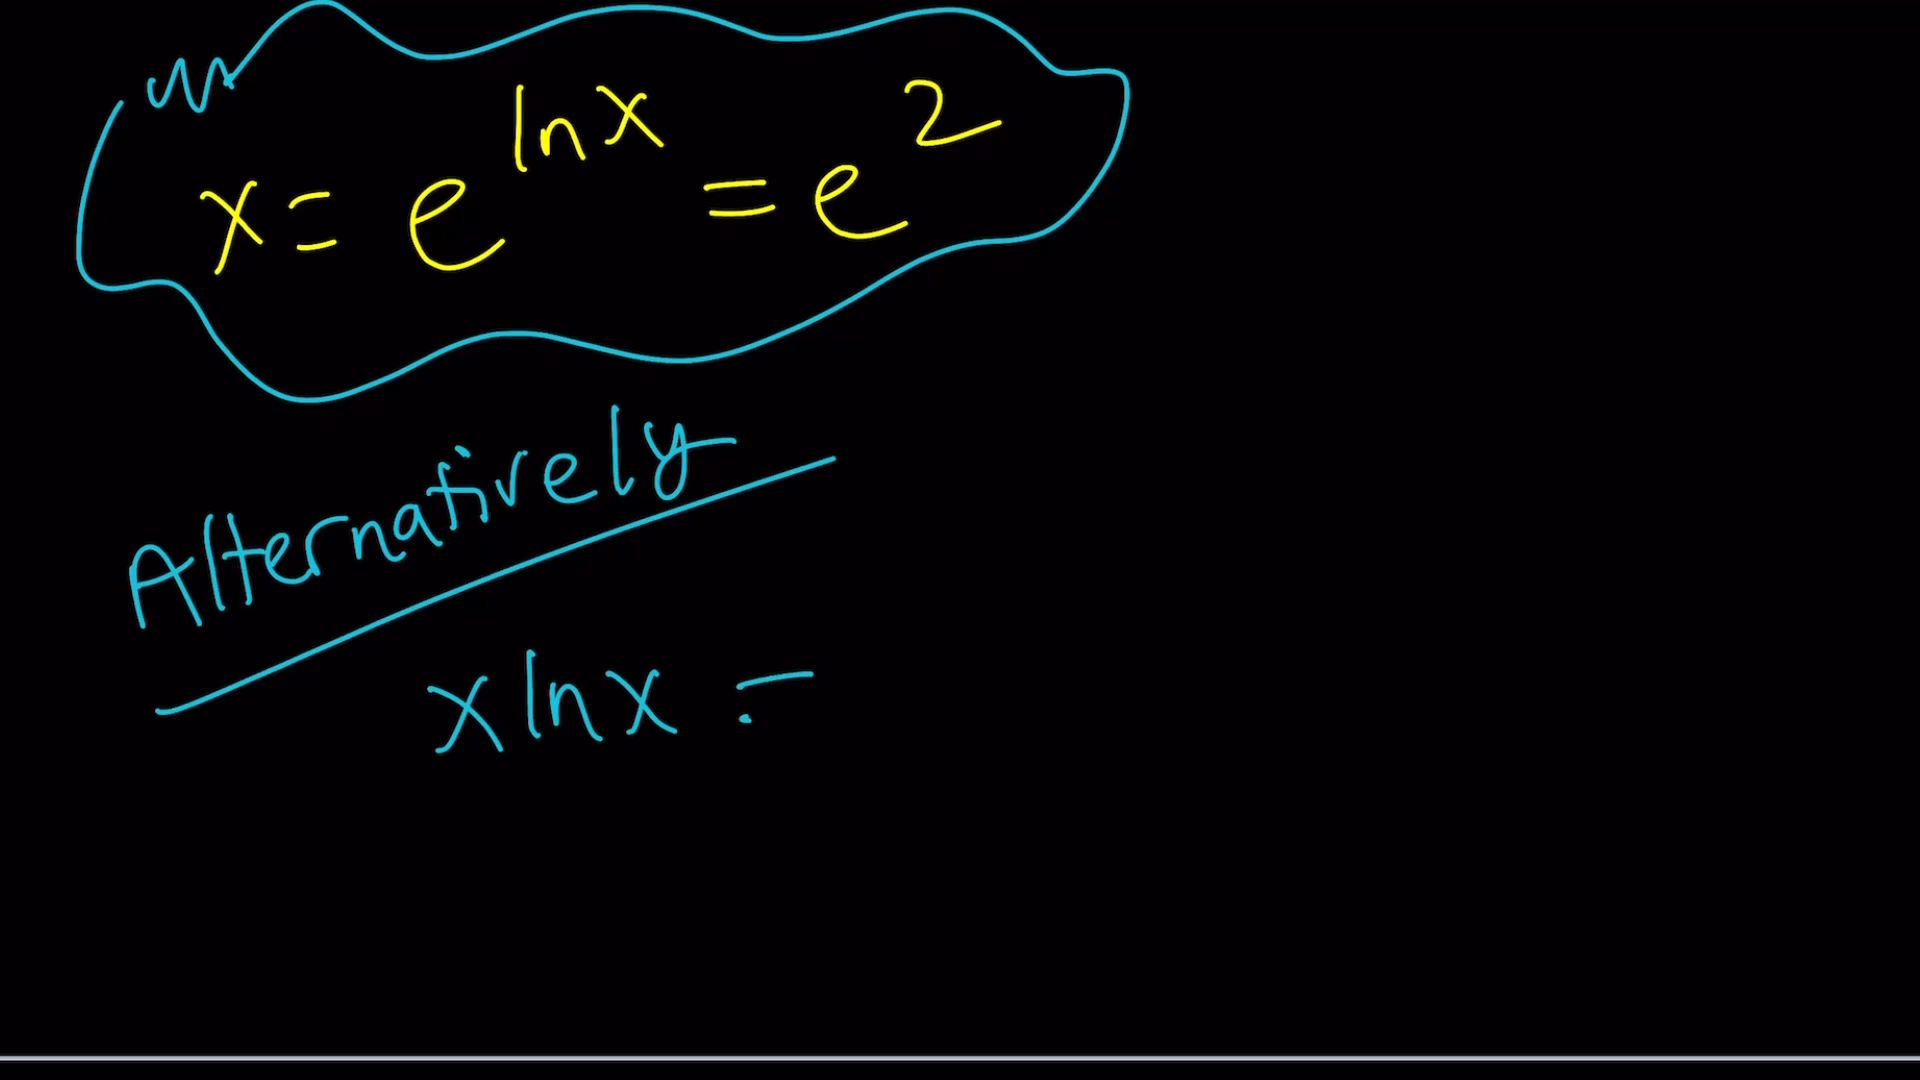 x = e^{ln x} = e^2
Alternatively
x ln x =